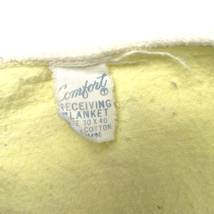 Comfort
RECEIVING
BLANKET
30 X 40
COTTON